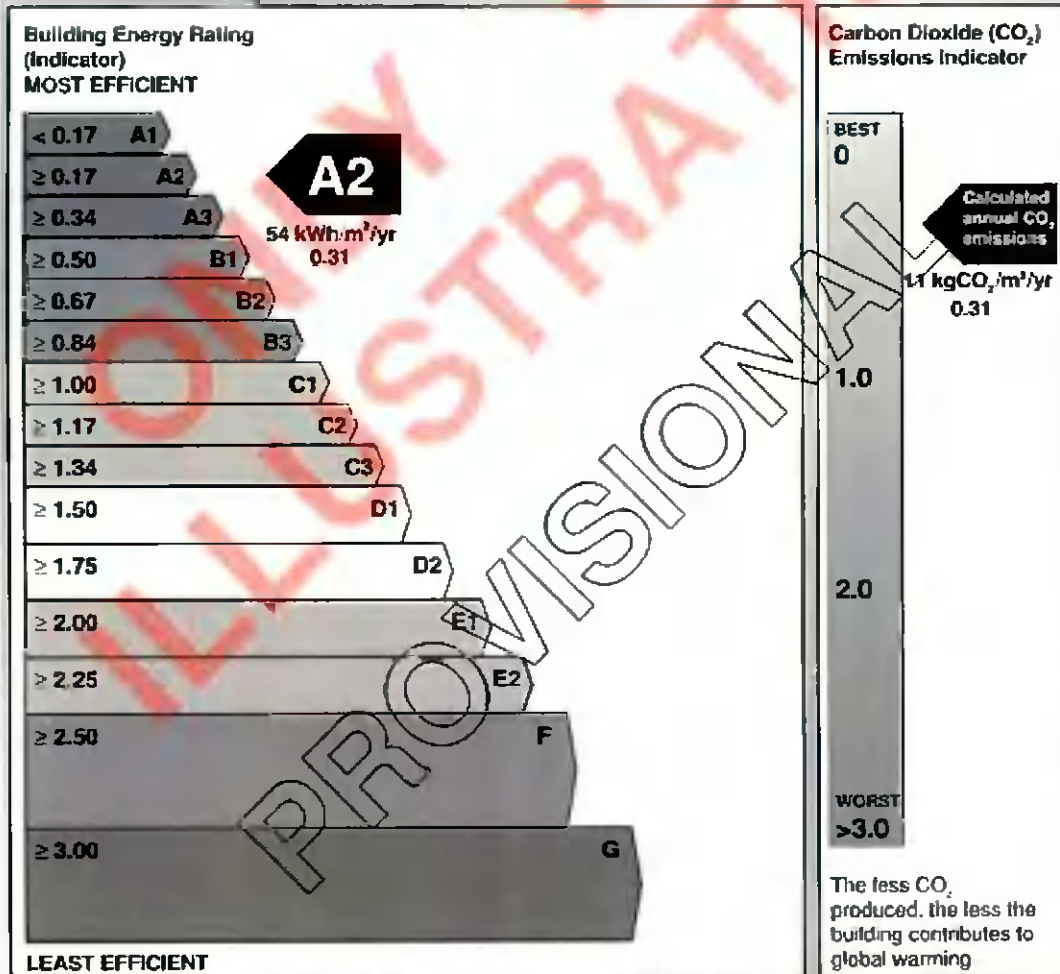 Building Energy Rating
(Indicator)
MOST EFFICIENT
< 0.17 A1
≥ 0.17 A2
≥ 0.34 A3
≥ 0.50 B1
≥ 0.67 B2
≥ 0.84 B3
≥ 1.00 C1
≥ 1.17 C2
≥ 1.34 C3
≥ 1.50 D1
≥ 1.75 D2
≥ 2.00 E1
≥ 2.25 E2
≥ 2.50 F
≥ 3.00 G
LEAST EFFICIENT
A2
54 kWh/m²/yr
0.31
Carbon Dioxide (CO₂)
Emissions Indicator
BEST
0
1.0
2.0
WORST
>3.0
Calculated
annual CO₂
emissions
11 kgCO₂/m²/yr
0.31
The less CO₂
produced, the less the
building contributes to
global warming
PROVISIONAL
ONLY